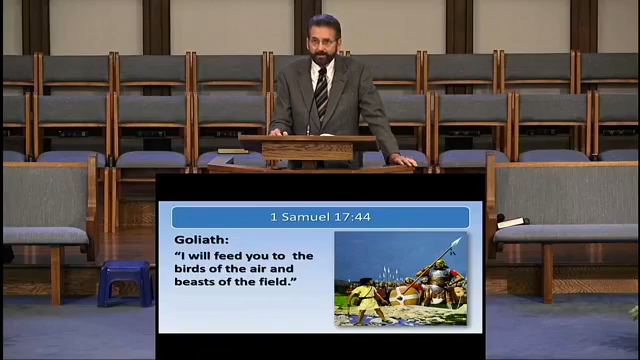 1 Samuel 17:44
Goliath:
“I will feed you to the
birds of the air and
beasts of the field.”